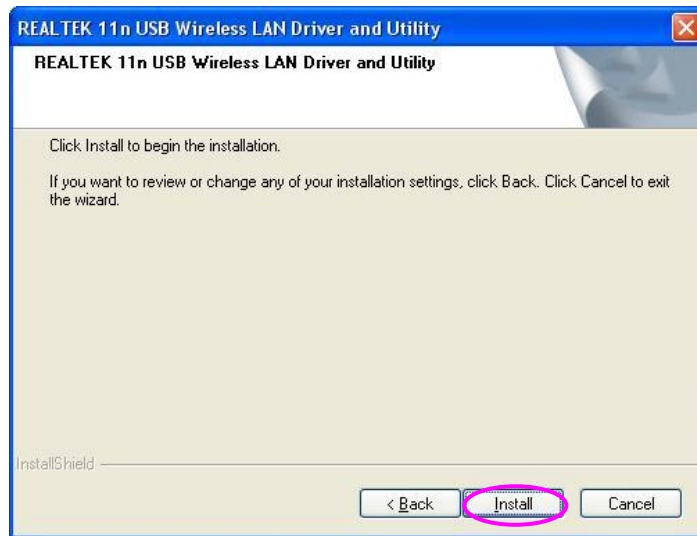 REALTEK 11n USB Wireless LAN Driver and Utility
REALTEK 11n USB Wireless LAN Driver and Utility
Click Install to begin the installation.
If you want to review or change any of your installation settings, click Back. Click Cancel to exit
the wizard.
InstallShield
< Back
Install
Cancel